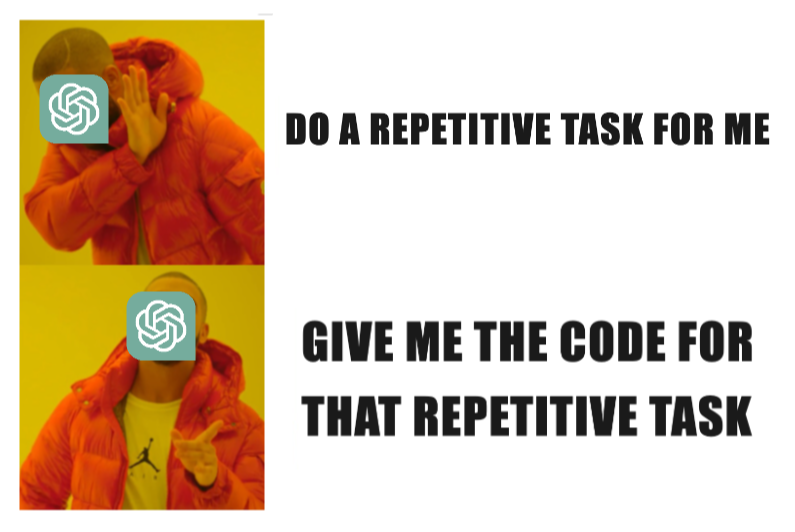 DO A REPETITIVE TASK FOR ME
GIVE ME THE CODE FOR
THAT REPETITIVE TASK